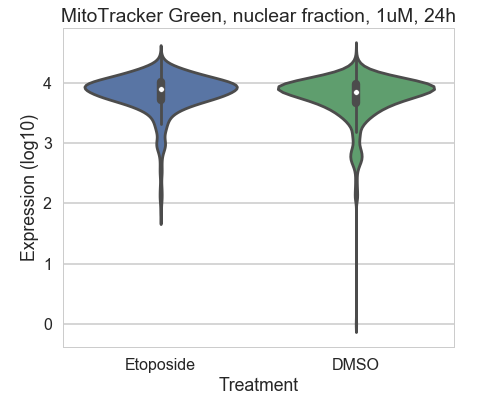 MitoTracker Green, nuclear fraction, 1uM, 24h
Expression (log10)
4
3
2
1
0
Etoposide DMSO
Treatment